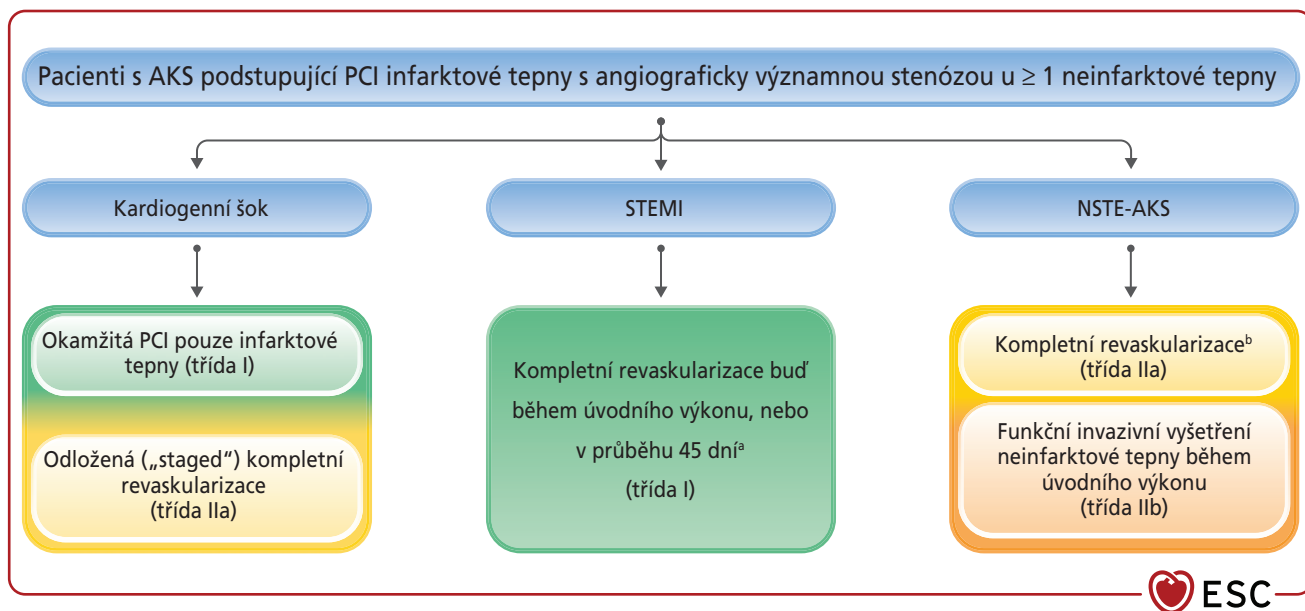 Pacienti s AKS podstupující PCI infarktové tepny s angiograficky významnou stenózou u ≥ 1 neinfarktové tepny
Kardiogenní šok
STEMI
NSTE-AKS
Okamžitá PCI pouze infarktové
tepny (třída I)
Odložená („staged“) kompletní
revaskularizace
(třída IIa)
Kompletní revaskularizace buď
během úvodního výkonu, nebo
v průběhu 45 dníᵃ
(třída I)
Kompletní revaskularizaceᵇ
(třída IIa)
Funkční invazivní vyšetření
neinfarktové tepny během
úvodního výkonu
(třída IIb)
ESC